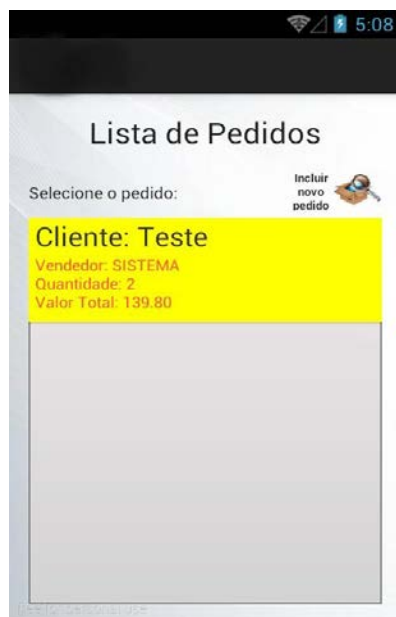 5:08
Lista de Pedidos
Selecione o pedido:
Incluir
novo
pedido
Cliente: Teste
Vendedor: SISTEMA
Quantidade: 2
Valor Total: 139.80